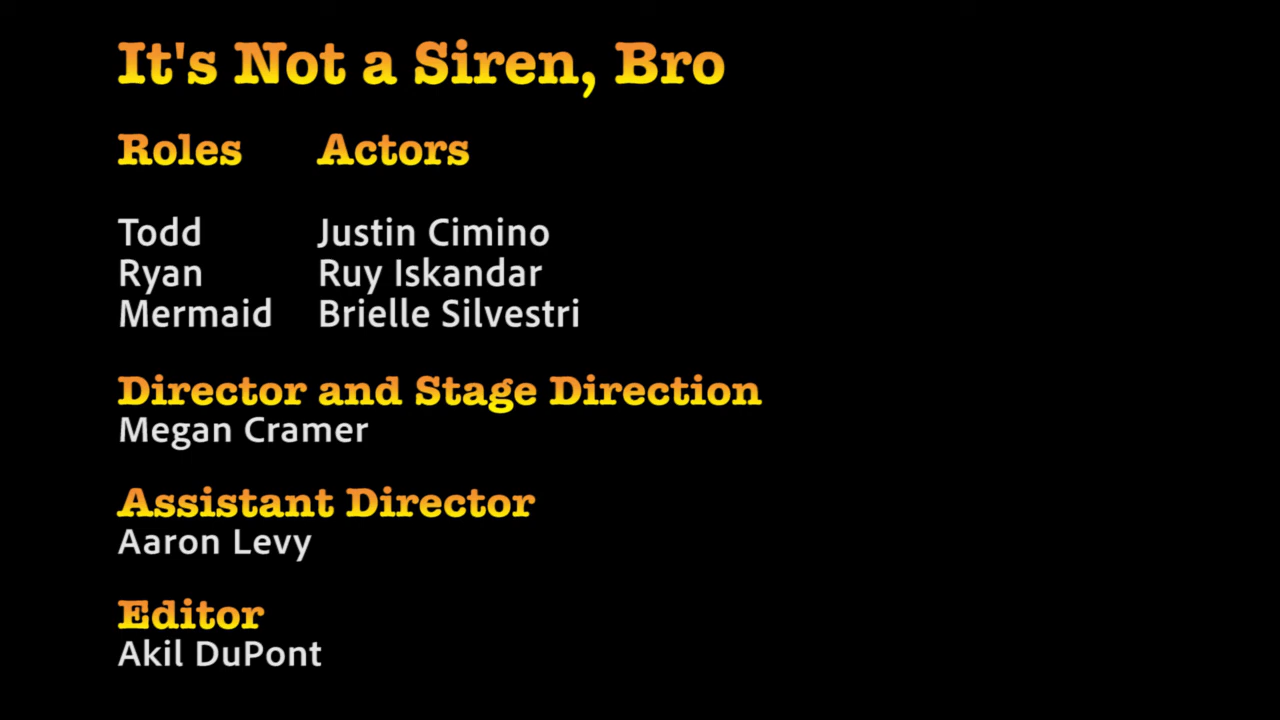 It's Not a Siren, Bro
Roles Actors
Todd Justin Cimino
Ryan Ruy Iskandar
Mermaid Brielle Silvestri
Director and Stage Direction
Megan Cramer
Assistant Director
Aaron Levy
Editor
Akil DuPont